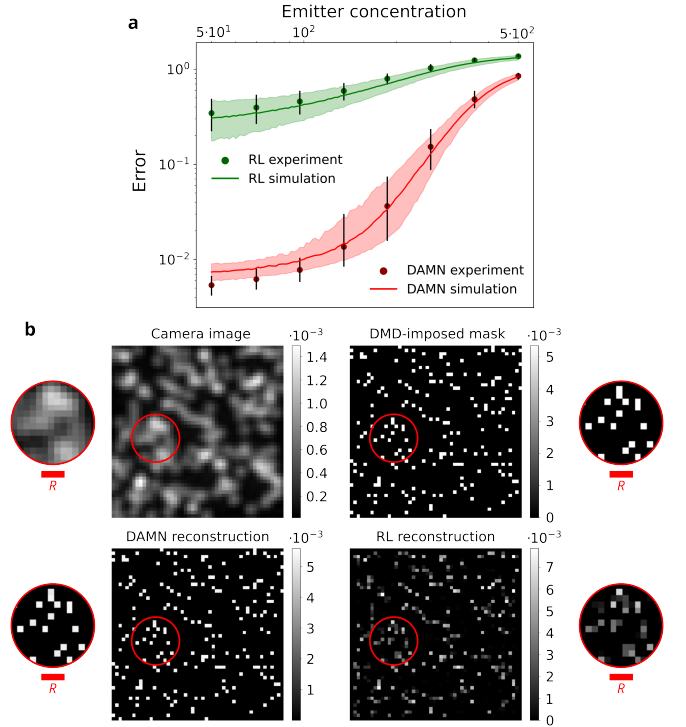 Emitter concentration
a
5·10¹ 10² 5·10²
10⁰
10⁻¹
10⁻²
Error
RL experiment
RL simulation
DAMN experiment
DAMN simulation
b
Camera image
·10⁻³
1.4
1.2
1.0
0.8
0.6
0.4
0.2
R
DMD-imposed mask
·10⁻³
5
4
3
2
1
0
R
DAMN reconstruction
·10⁻³
5
4
3
2
1
R
RL reconstruction
·10⁻³
7
6
5
4
3
2
1
0
R